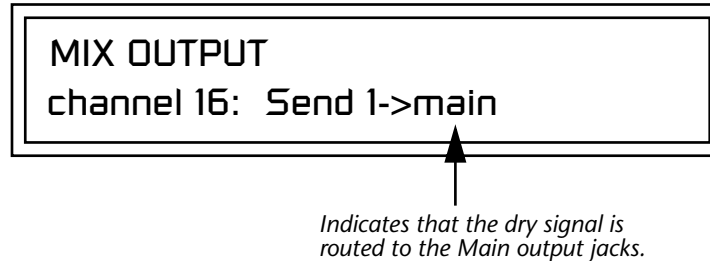 MIX OUTPUT
channel 16: Send 1->main
Indicates that the dry signal is
routed to the Main output jacks.